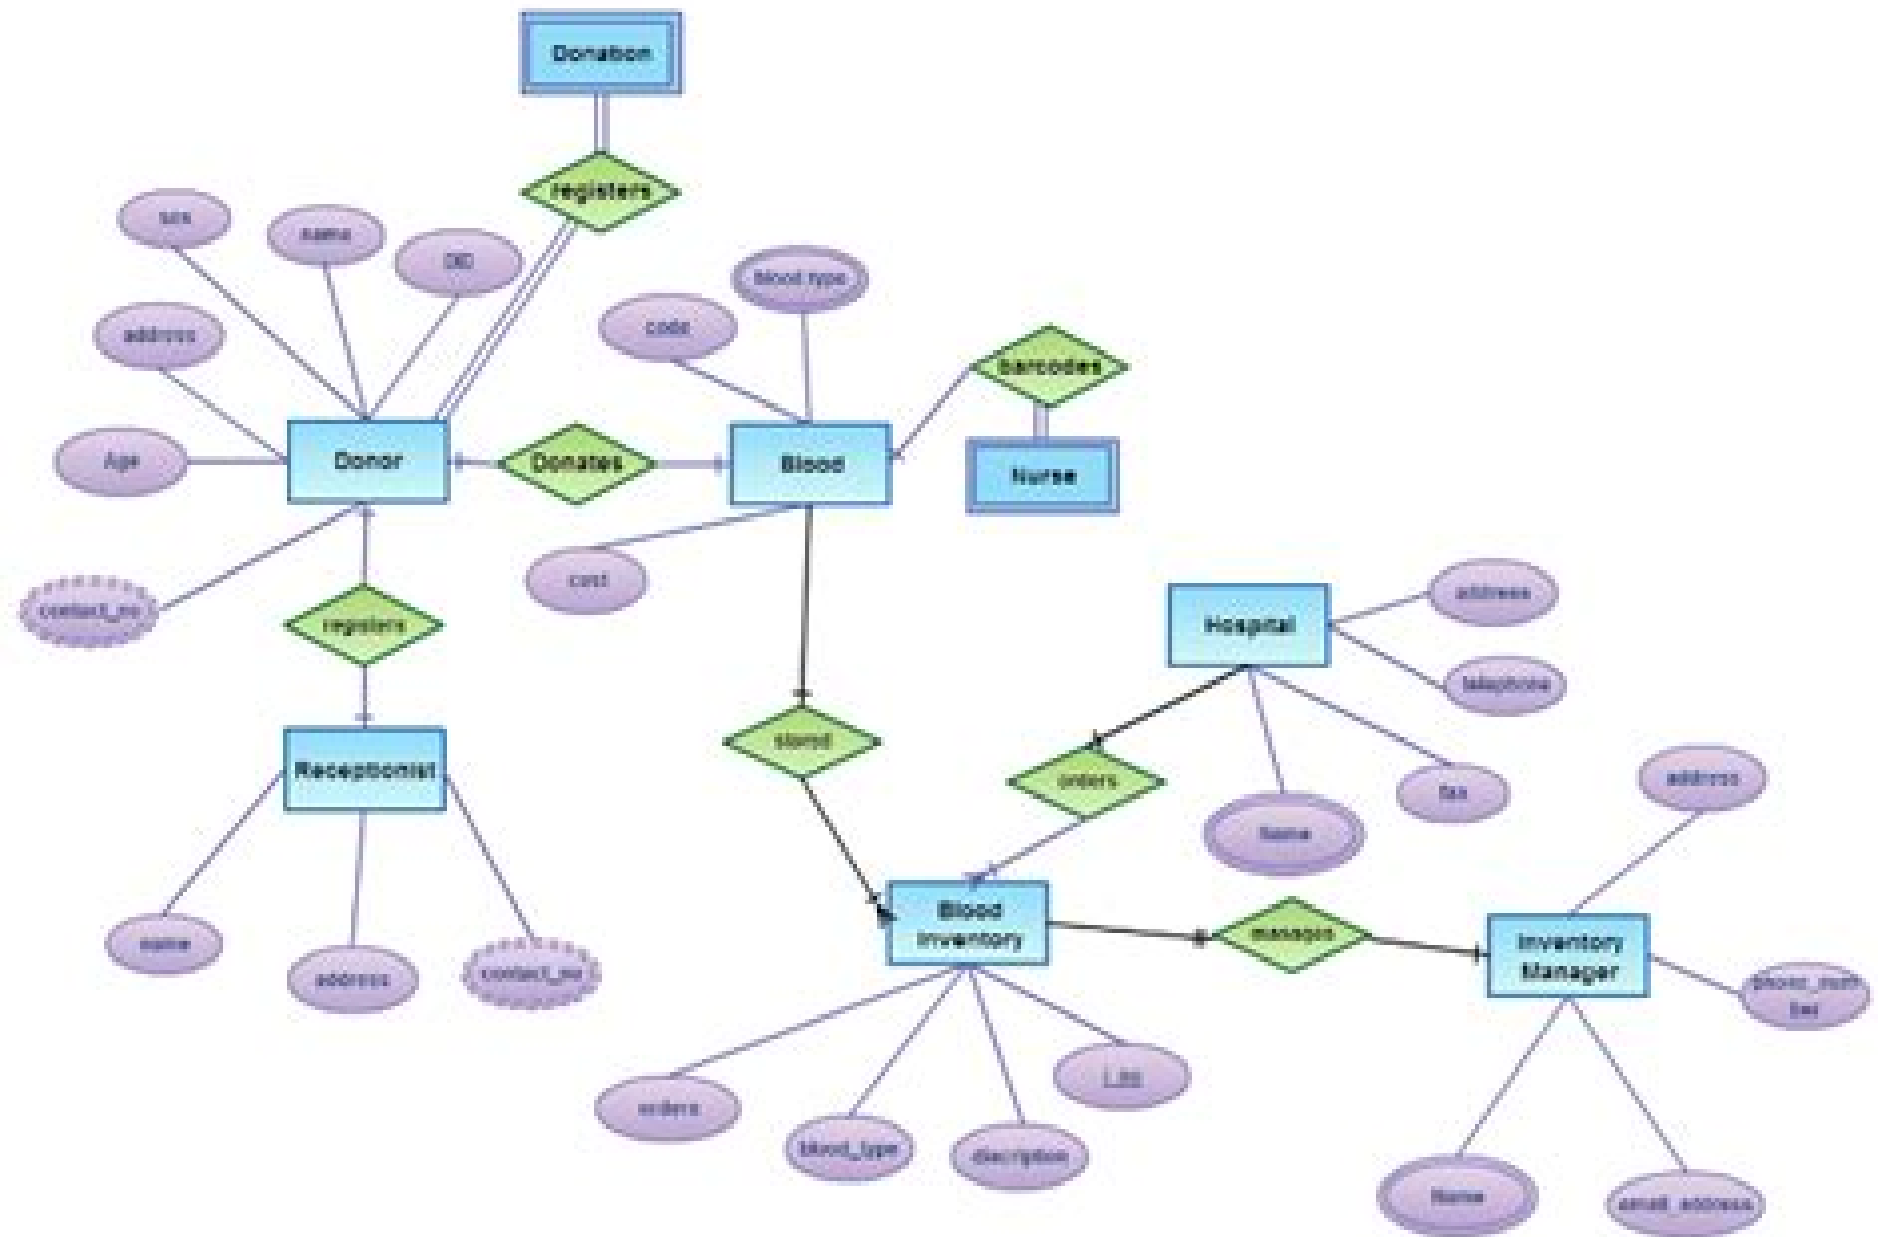 Donation
registers
sex
name
address
blood type
code
barcodes
Age
Donor
Donates
Blood
Nurse
cost
contact_no
registers
Hospital
address
telephone
Receptionist
stored
orders
fax
Name
address
Blood
Inventory
manages
Inventory
Manager
name
address
contact_no
phone_num
ber
orders
blood_type
discription
Name
email_address